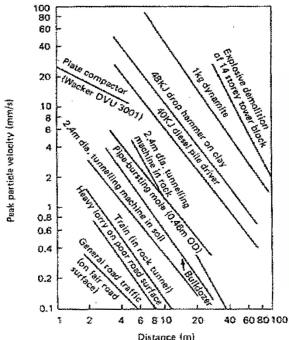 100
80
60
40
20
10
8
6
4
2
1
0.8
0.6
0.4
0.2
0.1
Peak particle velocity (mm/s)
Plate compactor
(Wacker DVU 3001)
48KJ drop hammer on clay
40KJ diesel pile driver
1kg dynamite
Explosive demolition
of 14 storey tower block
2.4m dia. tunnelling
machine in rock
Pipe-bursting mole (0.46m OD)
2.4m dia. tunnelling machine in soil
Train (in rock tunnel)
Heavy lorry on poor road surface
General road traffic
(on fair road
surface)
Bulldozer
1 2 4 6 8 10 20 40 60 80 100
Distance (m)